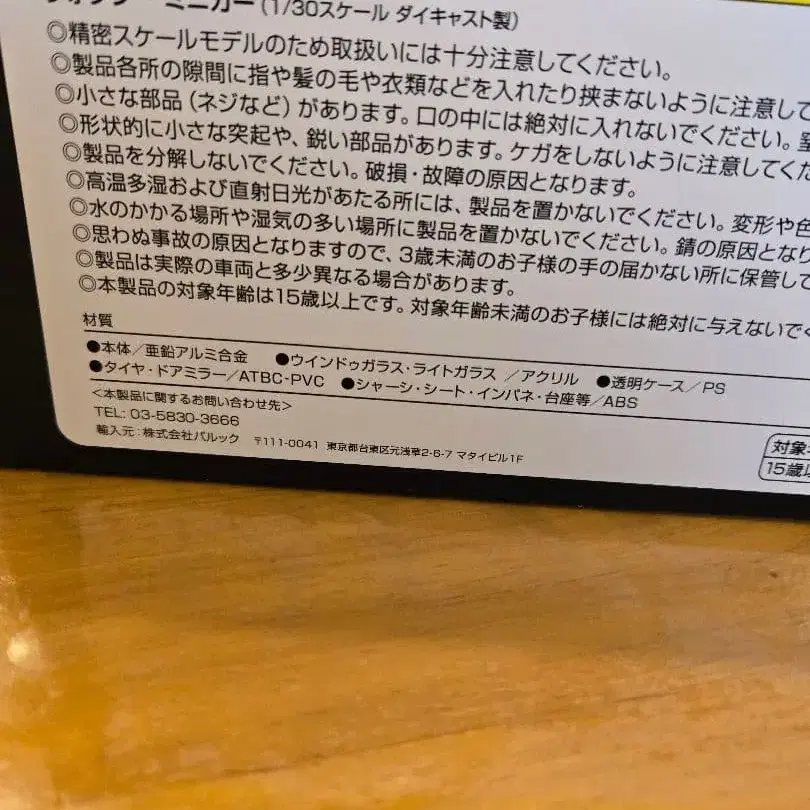 ミニカー(1/30スケール ダイキャスト製)
◎精密スケールモデルのため取扱いには十分注意してください。
◎製品各所の隙間に指や髪の毛や衣類などを入れたり挟まないように注意して
◎小さな部品(ネジなど)があります。口の中には絶対に入れないでください。
◎形状的に小さな突起や、鋭い部品があります。ケガをしないように注意してくだ
◎製品を分解しないでください。破損・故障の原因となります。
◎高温多湿および直射日光があたる所には、製品を置かないでください。変形や色
◎水のかかる場所や湿気の多い場所に製品を置かないでください。錆の原因となり
◎思わぬ事故の原因となりますので、3歳未満のお子様の手の届かない所に保管して
◎製品は実際の車両と多少異なる場合があります。
◎本製品の対象年齢は15歳以上です。対象年齢未満のお子様には絶対に与えないでく
材質
●本体/亜鉛アルミ合金 ●ウインドゥガラス・ライトガラス /アクリル ●透明ケース/PS
●タイヤ・ドアミラー/ATBC-PVC ●シャーシ・シート・インパネ・台座等/ABS
<本製品に関するお問い合わせ先>
TEL: 03-5830-3666
輸入元:株式会社バルック 〒111-0041 東京都台東区元浅草2-6-7 マタイビル1F
対象
15歳以